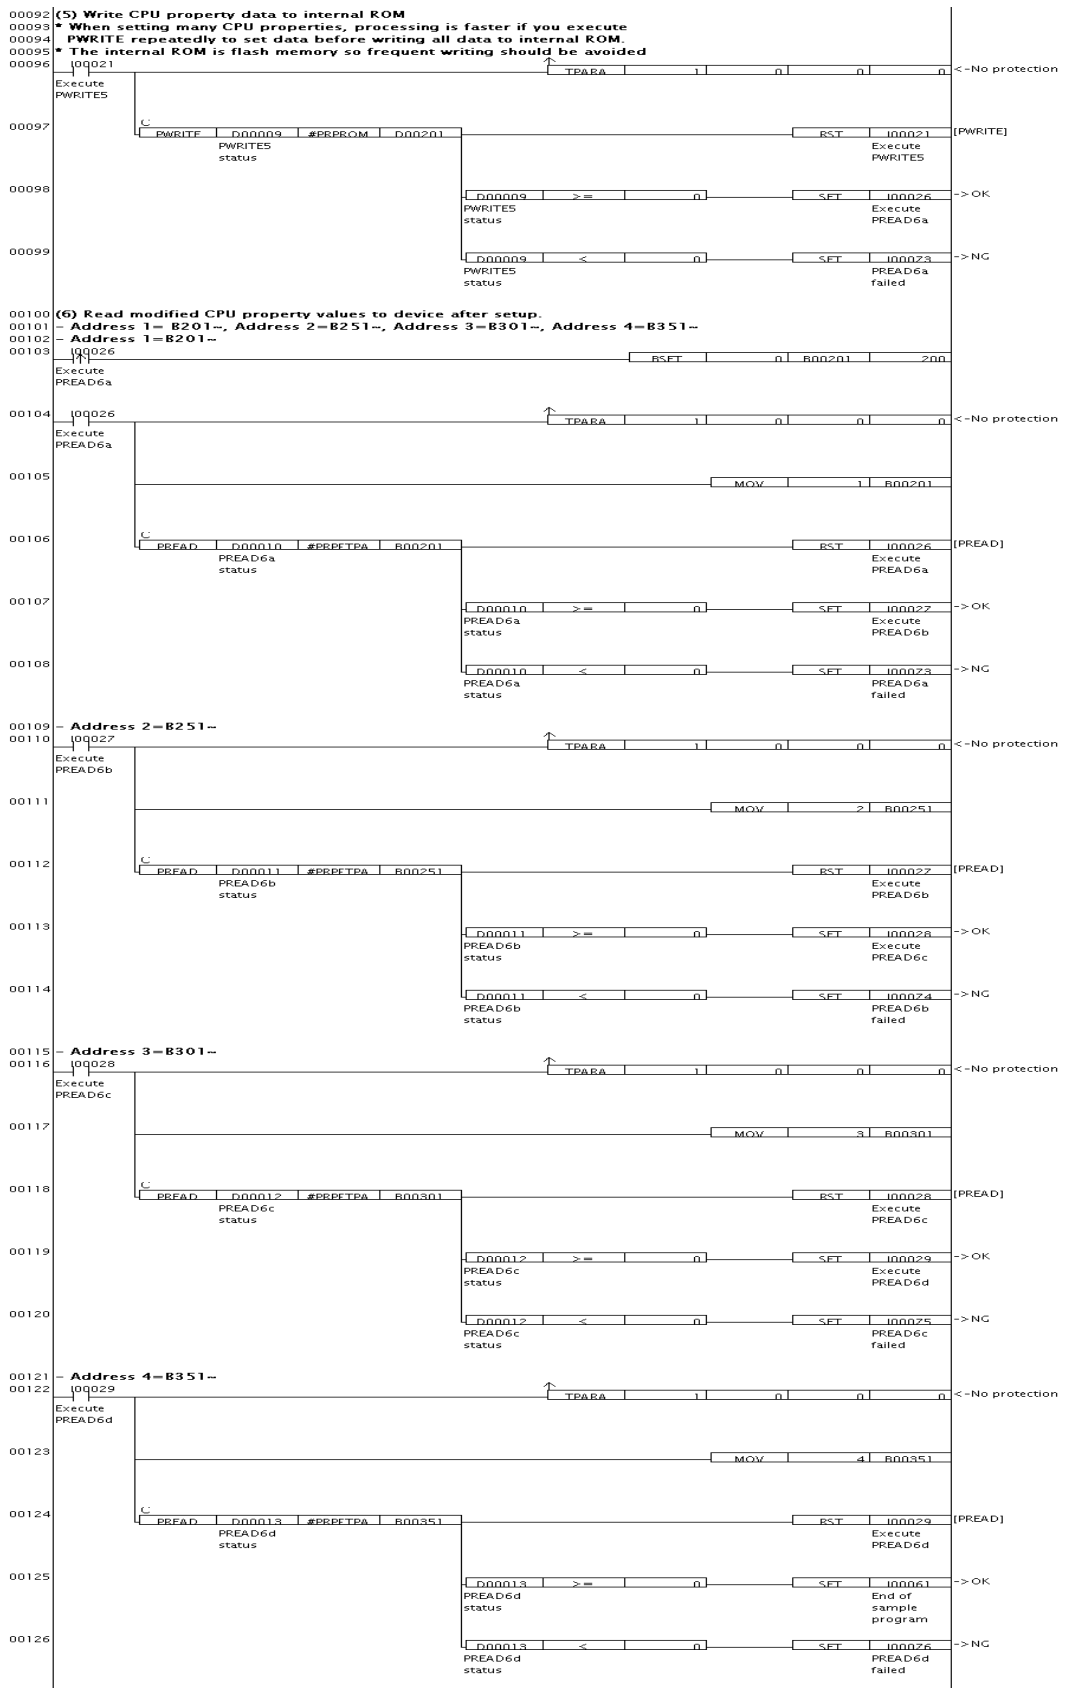 00092 (5) Write CPU property data to internal ROM
00093 * When setting many CPU properties, processing is faster if you execute
00094 PWRITE repeatedly to set data before writing all data to internal ROM.
00095 * The internal ROM is flash memory so frequent writing should be avoided
00096 I00021 TPARA 1 0 0 0 <-No protection
Execute
PWRITE5
C
00097 PWRITE D00009 #PRPROM D00201 RST I00021 [PWRITE]
PWRITE5 Execute
status PWRITE5
00098 D00009 >= 0 SET I00026 ->OK
PWRITE5 Execute
status PREAD6a
00099 D00009 < 0 SET I00073 ->NG
PWRITE5 PREAD6a
status failed
00100 (6) Read modified CPU property values to device after setup.
00101 - Address 1= B201~, Address 2=B251~, Address 3=B301~, Address 4=B351~
00102 - Address 1=B201~
00103 I00026 BSET 0 B00201 200
Execute
PREAD6a
00104 I00026 TPARA 1 0 0 0 <-No protection
Execute
PREAD6a
00105 MOV 1 B00201
C
00106 PREAD D00010 #PRPETPA B00201 RST I00026 [PREAD]
PREAD6a Execute
status PREAD6a
00107 D00010 >= 0 SET I00027 ->OK
PREAD6a Execute
status PREAD6b
00108 D00010 < 0 SET I00073 ->NG
PREAD6a PREAD6a
status failed
00109 - Address 2=B251~
00110 I00027 TPARA 1 0 0 0 <-No protection
Execute
PREAD6b
00111 MOV 2 B00251
C
00112 PREAD D00011 #PRPETPA B00251 RST I00027 [PREAD]
PREAD6b Execute
status PREAD6b
00113 D00011 >= 0 SET I00028 ->OK
PREAD6b Execute
status PREAD6c
00114 D00011 < 0 SET I00074 ->NG
PREAD6b PREAD6b
status failed
00115 - Address 3=B301~
00116 I00028 TPARA 1 0 0 0 <-No protection
Execute
PREAD6c
00117 MOV 3 B00301
C
00118 PREAD D00012 #PRPETPA B00301 RST I00028 [PREAD]
PREAD6c Execute
status PREAD6c
00119 D00012 >= 0 SET I00029 ->OK
PREAD6c Execute
status PREAD6d
00120 D00012 < 0 SET I00075 ->NG
PREAD6c PREAD6c
status failed
00121 - Address 4=B351~
00122 I00029 TPARA 1 0 0 0 <-No protection
Execute
PREAD6d
00123 MOV 4 B00351
C
00124 PREAD D00013 #PRPETPA B00351 RST I00029 [PREAD]
PREAD6d Execute
status PREAD6d
00125 D00013 >= 0 SET I00061 ->OK
PREAD6d End of
status sample
program
00126 D00013 < 0 SET I00076 ->NG
PREAD6d PREAD6d
status failed